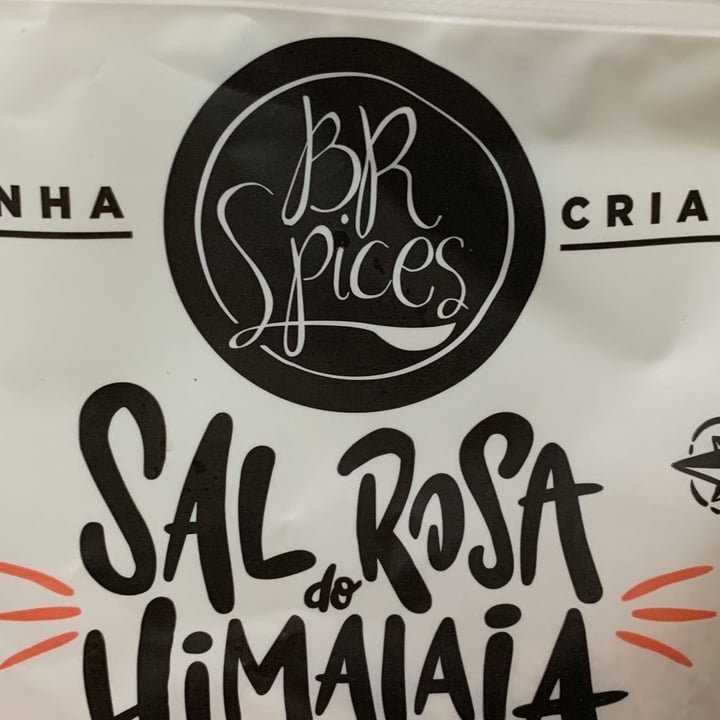 BR
Spices
NHA CRIA
SAL ROSA
do
HIMALAIA